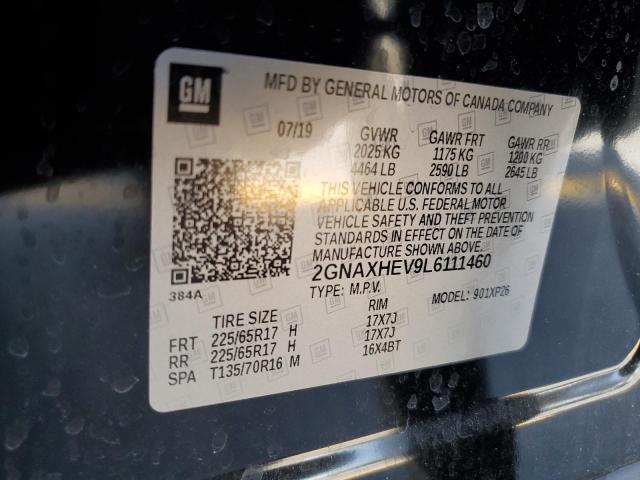 GM
MFD BY GENERAL MOTORS OF CANADA COMPANY
07/19 GVWR GAWR FRT GAWR RR
2025 KG 1175 KG 1200 KG
4464 LB 2590 LB 2645 LB
THIS VEHICLE CONFORMS TO ALL
APPLICABLE U.S. FEDERAL MOTOR
VEHICLE SAFETY AND THEFT PREVENTION
STANDARDS IN EFFECT ON THE DATE OF
MANUFACTURE SHOWN ABOVE.
2GNAXHEV9L6111460
384A TYPE: M.P.V. MODEL: 901XP26
TIRE SIZE RIM
FRT 225/65R17 H 17X7J
RR 225/65R17 H 17X7J
SPA T135/70R16 M 16X4BT